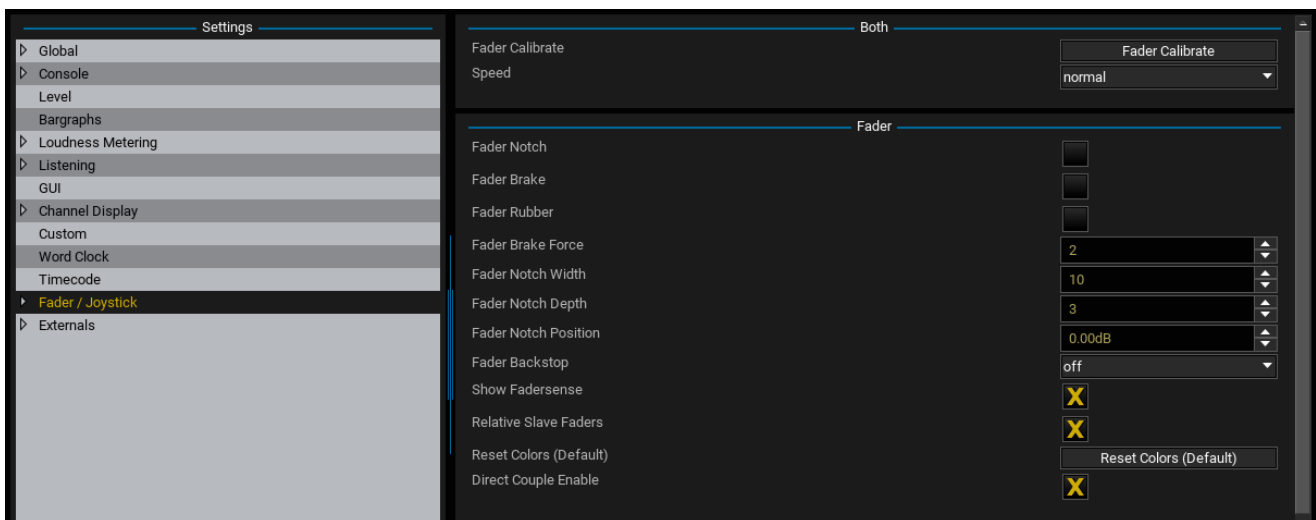 Settings
Global
Console
Level
Bargraphs
Loudness Metering
Listening
GUI
Channel Display
Custom
Word Clock
Timecode
Fader / Joystick
Externals
Both
Fader Calibrate Fader Calibrate
Speed normal
Fader
Fader Notch
Fader Brake
Fader Rubber
Fader Brake Force 2
Fader Notch Width 10
Fader Notch Depth 3
Fader Notch Position 0.00dB
Fader Backstop off
Show Fadersense X
Relative Slave Faders X
Reset Colors (Default) Reset Colors (Default)
Direct Couple Enable X